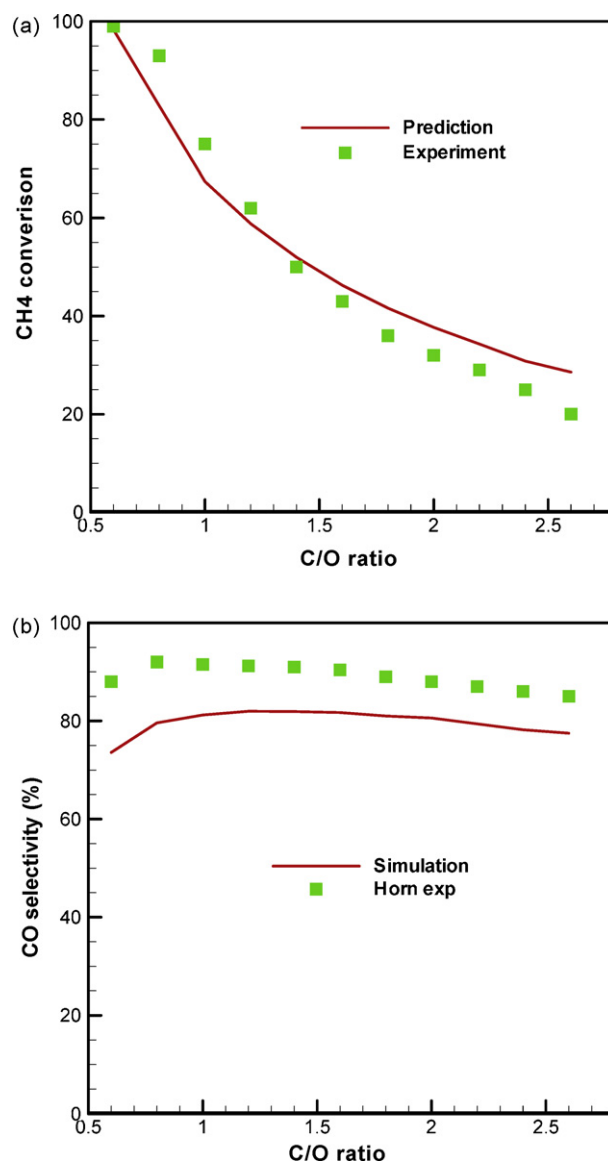 (a)
100
80
60
40
20
0
CH4 converison
Prediction
Experiment
0.5 1 1.5 2 2.5
C/O ratio
(b)
100
80
60
40
20
0
CO selectivity (%)
Simulation
Horn exp
0.5 1 1.5 2 2.5
C/O ratio